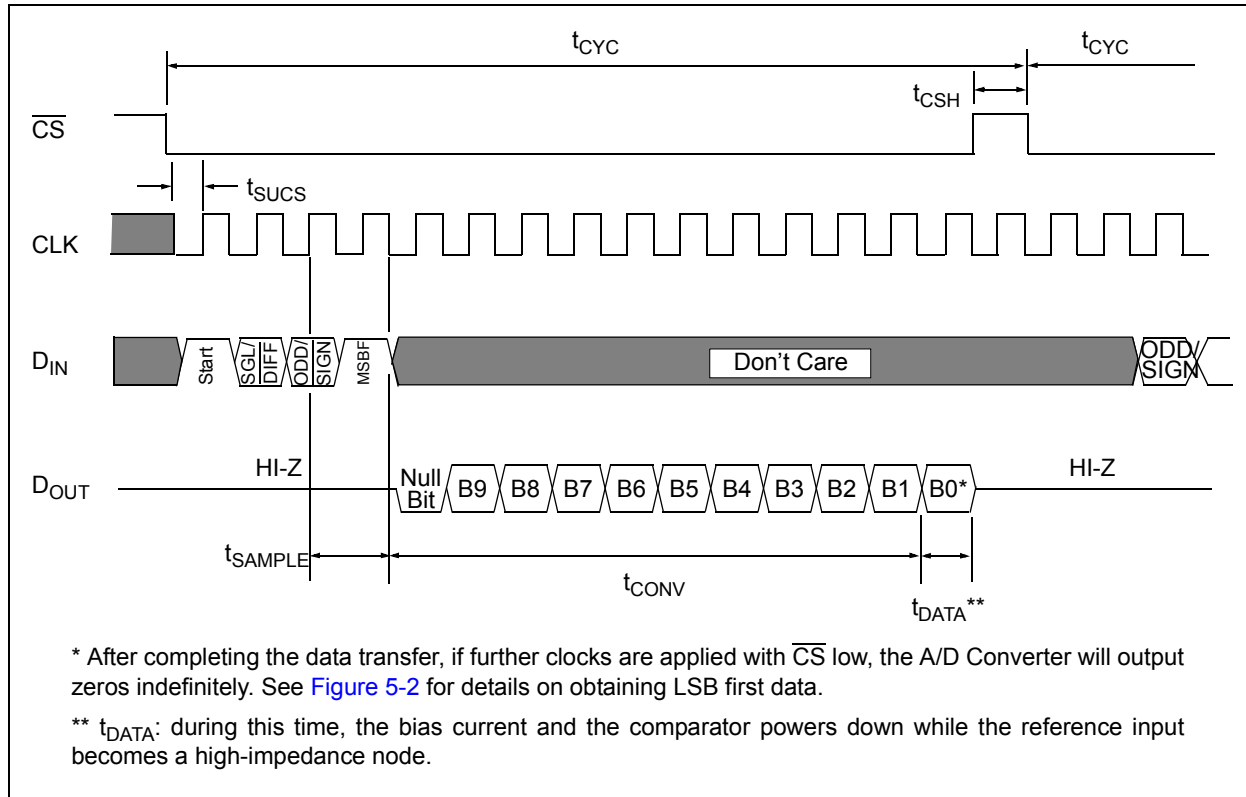 tCYC
tCYC
tCSH
CS
tSUCS
CLK
DIN
Start
SGL/
DIFF
ODD/
SIGN
MSBF
Don't Care
ODD/
SIGN
HI-Z
HI-Z
DOUT
Null
Bit
B9
B8
B7
B6
B5
B4
B3
B2
B1
B0*
tSAMPLE
tCONV
tDATA**
* After completing the data transfer, if further clocks are applied with CS low, the A/D Converter will output
zeros indefinitely. See Figure 5-2 for details on obtaining LSB first data.
** tDATA: during this time, the bias current and the comparator powers down while the reference input
becomes a high-impedance node.